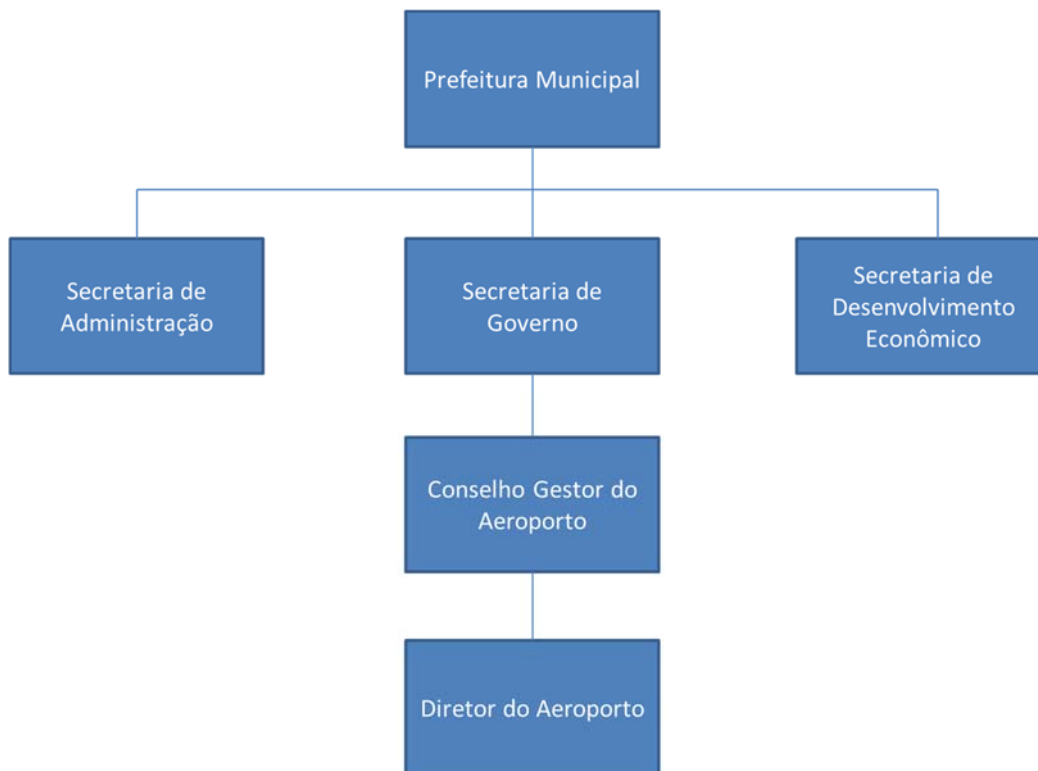 Prefeitura Municipal
Secretaria de
Administração
Secretaria de
Governo
Secretaria de
Desenvolvimento
Econômico
Conselho Gestor do
Aeroporto
Diretor do Aeroporto